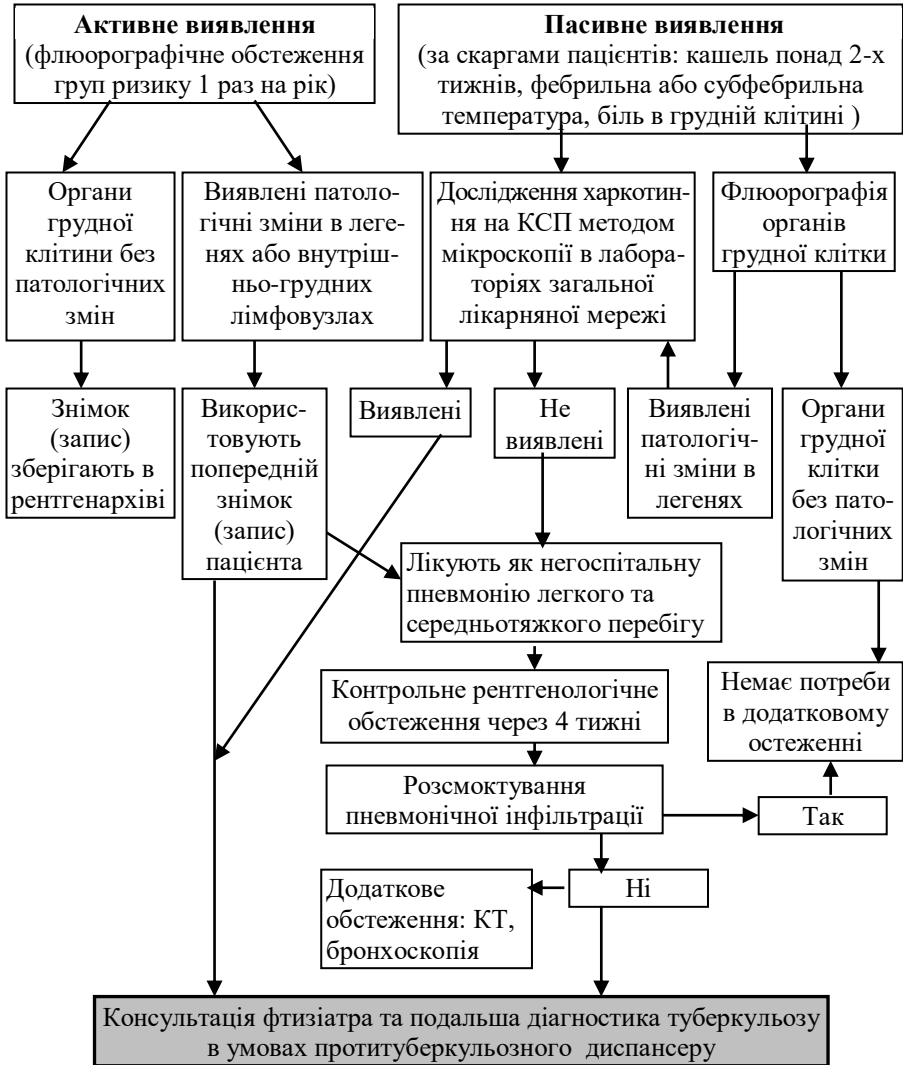 Активне виявлення
(флюорографічне обстеження
груп ризику 1 раз на рік)
Пасивне виявлення
(за скаргами пацієнтів: кашель понад 2-х
тижнів, фебрильна або субфебрильна
температура, біль в грудній клітині )
Органи
грудної
клітини без
патологічних
змін
Виявлені патоло-
гічні зміни в леге-
нях або внутріш-
ньо-грудних
лімфовузлах
Дослідження харкотин-
ня на КСП методом
мікроскопії в лабора-
торіях загальної
лікарняної мережі
Флюорографія
органів
грудної клітки
Знімок
(запис)
зберігають в
рентгенархіві
Викорис-
товують
попередній
знімок
(запис)
пацієнта
Виявлені
Не
виявлені
Виявлені
патологіч-
ні зміни в
легенях
Органи
грудної
клітки
без пато-
логічних
змін
Лікують як негоспітальну
пневмонію легкого та
середньотяжкого перебігу
Контрольне рентгенологічне
обстеження через 4 тижні
Немає потреби
в додатковому
остеженні
Розсмоктування
пневмонічної інфільтрації
Так
Додаткове
обстеження: КТ,
бронхоскопія
Ні
Консультація фтизіатра та подальша діагностика туберкульозу
в умовах протитуберкульозного диспансеру